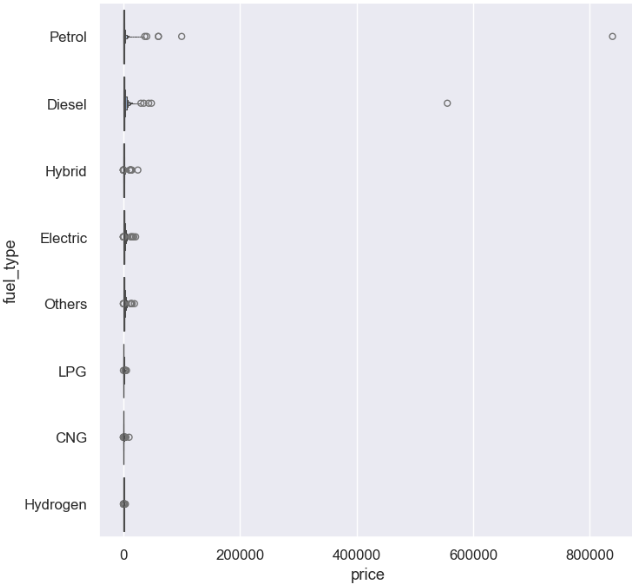 Petrol
Diesel
Hybrid
Electric
Others
LPG
CNG
Hydrogen
fuel_type
0 200000 400000 600000 800000
price